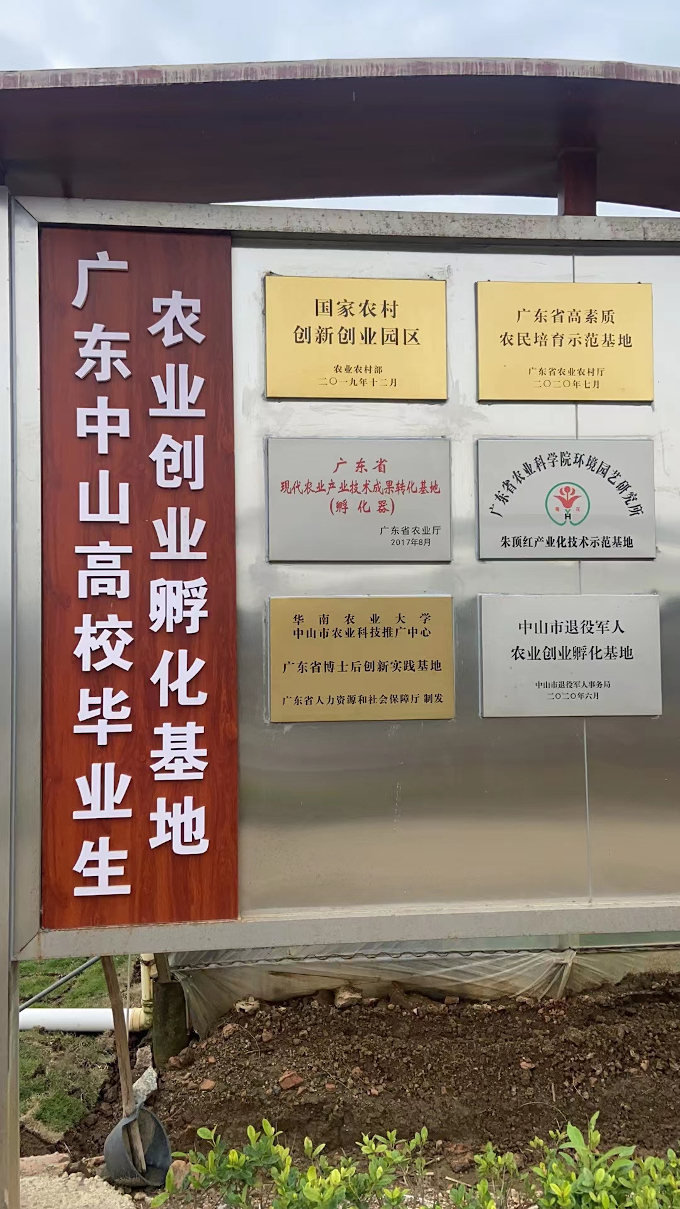 广东中山高校毕业生
农业创业孵化基地
国家农村
创新创业园区
农业农村部
二〇一九年十二月
广东省高素质
农民培育示范基地
广东省农业农村厅
二〇二〇年七月
广东省
现代农业产业技术成果转化基地
(孵化器)
广东省农业厅
2017年8月
广东省农业科学院环境园艺研究所
H
朱顶红产业化技术示范基地
华南农业大学
中山市农业科技推广中心
广东省博士后创新实践基地
广东省人力资源和社会保障厅 制发
中山市退役军人
农业创业孵化基地
中山市退役军人事务局
二〇二〇年六月